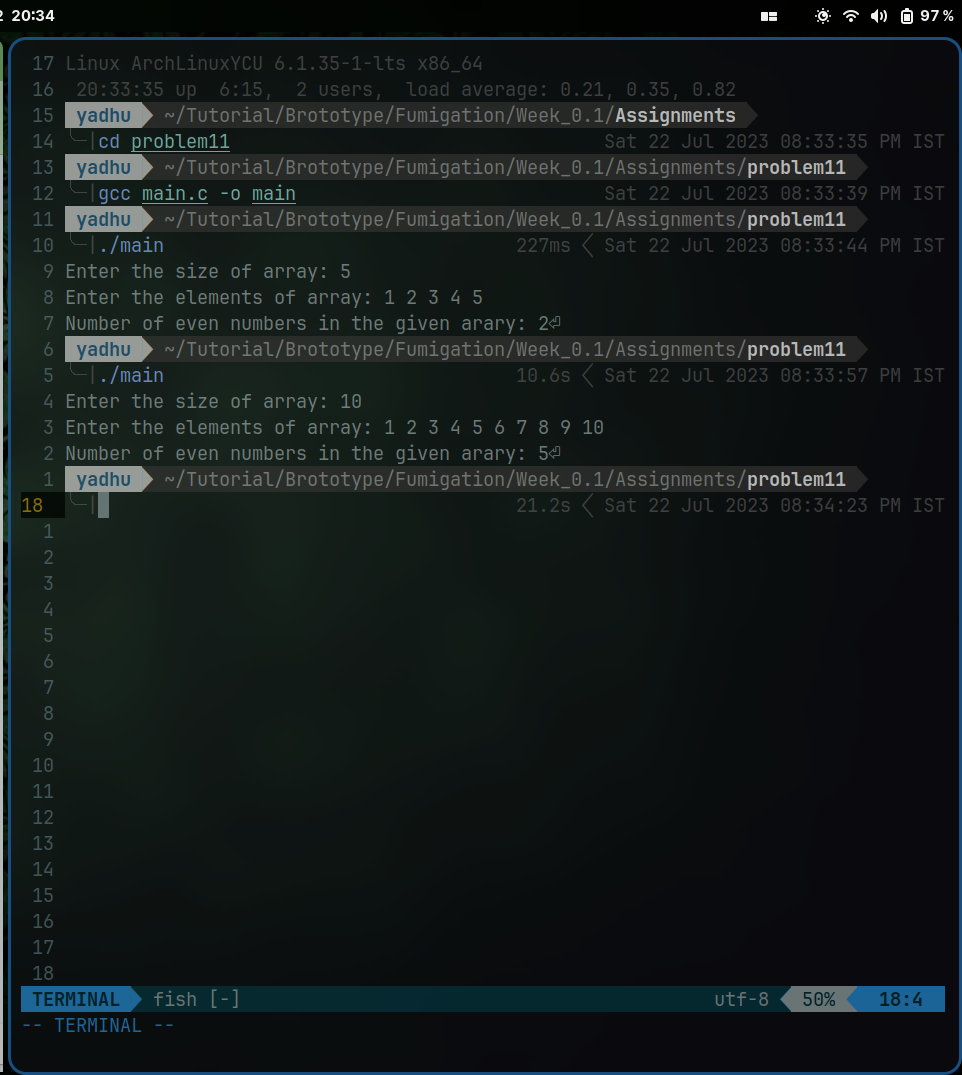 2 20:34 97 %
17 Linux ArchLinuxYCU 6.1.35-1-lts x86_64
16 20:33:35 up 6:15, 2 users, load average: 0.21, 0.35, 0.82
15 yadhu ~/Tutorial/Brototype/Fumigation/Week_0.1/Assignments
14 cd problem11 Sat 22 Jul 2023 08:33:35 PM IST
13 yadhu ~/Tutorial/Brototype/Fumigation/Week_0.1/Assignments/problem11
12 gcc main.c -o main Sat 22 Jul 2023 08:33:39 PM IST
11 yadhu ~/Tutorial/Brototype/Fumigation/Week_0.1/Assignments/problem11
10 ./main 227ms Sat 22 Jul 2023 08:33:44 PM IST
9 Enter the size of array: 5
8 Enter the elements of array: 1 2 3 4 5
7 Number of even numbers in the given arary: 2⏎
6 yadhu ~/Tutorial/Brototype/Fumigation/Week_0.1/Assignments/problem11
5 ./main 10.6s Sat 22 Jul 2023 08:33:57 PM IST
4 Enter the size of array: 10
3 Enter the elements of array: 1 2 3 4 5 6 7 8 9 10
2 Number of even numbers in the given arary: 5⏎
1 yadhu ~/Tutorial/Brototype/Fumigation/Week_0.1/Assignments/problem11
18 21.2s Sat 22 Jul 2023 08:34:23 PM IST
1
2
3
4
5
6
7
8
9
10
11
12
13
14
15
16
17
18
TERMINAL fish [-] utf-8 50% 18:4
-- TERMINAL --